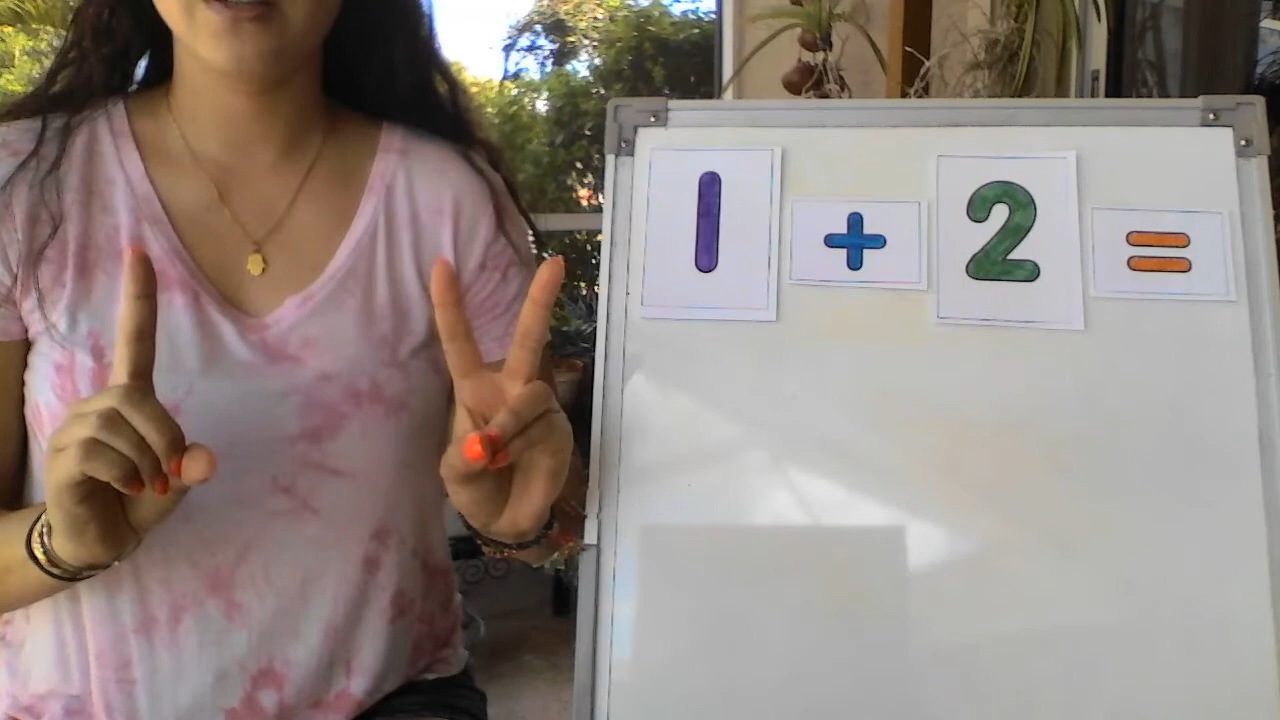 1 + 2 =